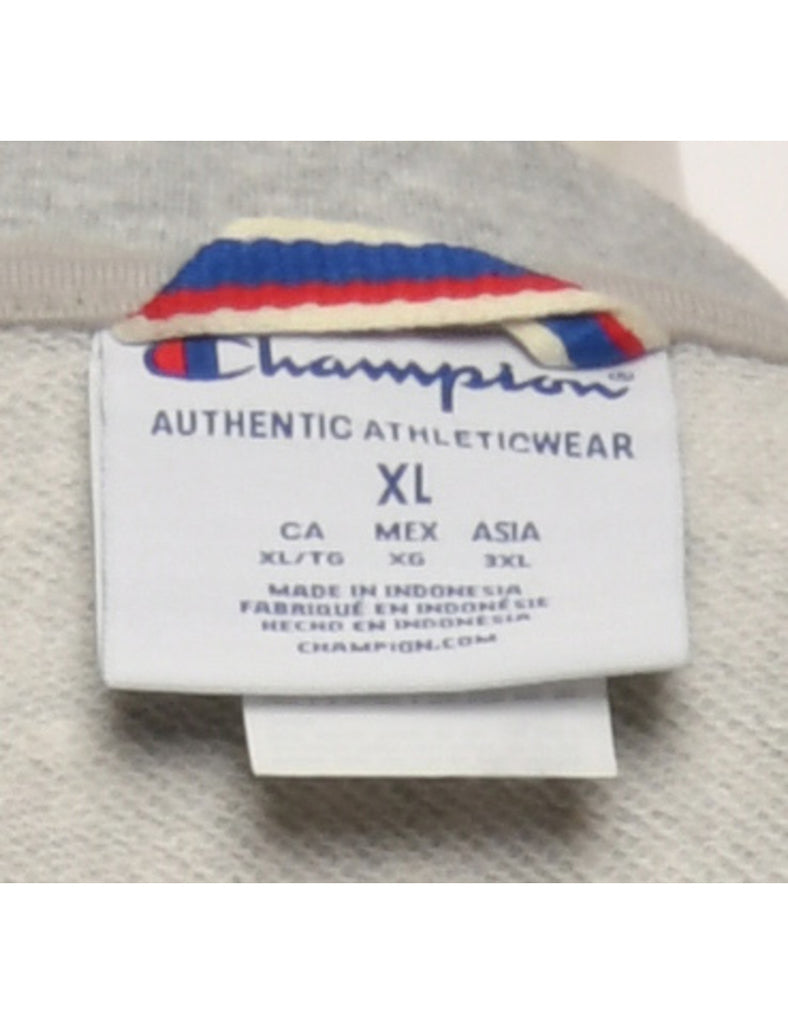 Champion®
AUTHENTIC ATHLETICWEAR
XL
CA MEX ASIA
XL/TG XG 3XL
MADE IN INDONESIA
FABRIQUÉ EN INDONÉSIE
HECHO EN INDONESIA
CHAMPION.COM